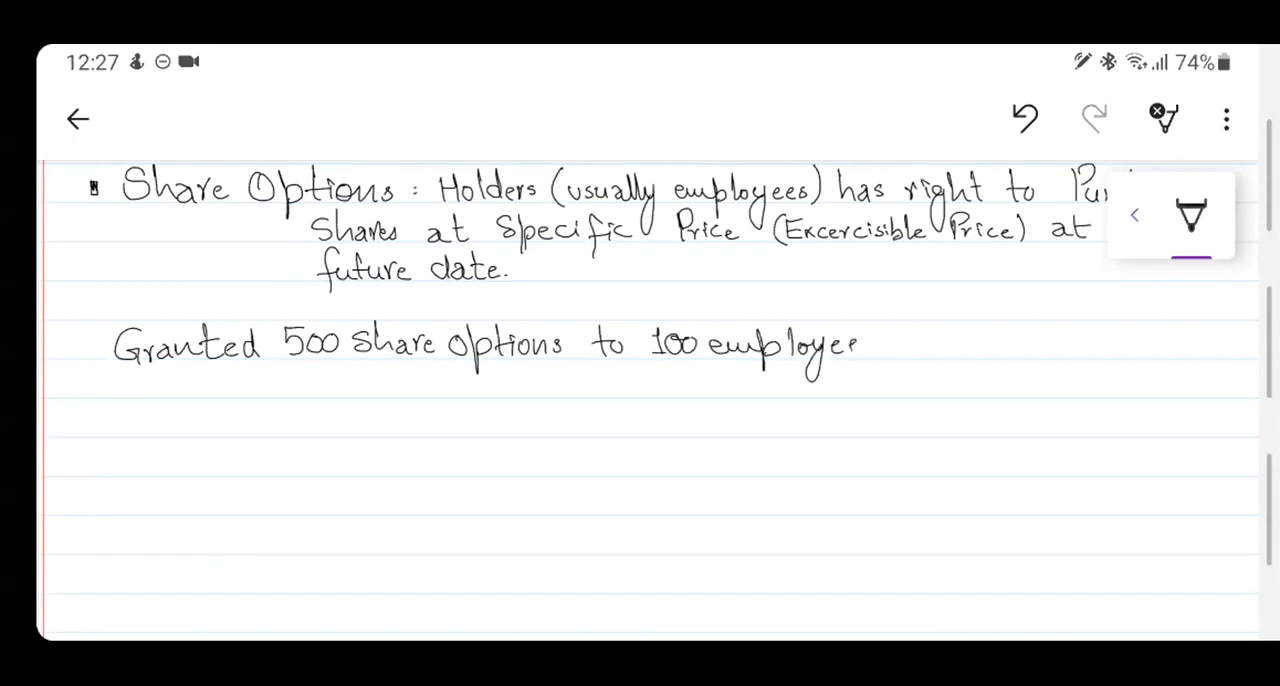 12:27
74%
Share Options : Holders (usually employees) has right to
Shares at Specific Price (Excercisible Price) at
future date.
Granted 500 Share options to 100 employee